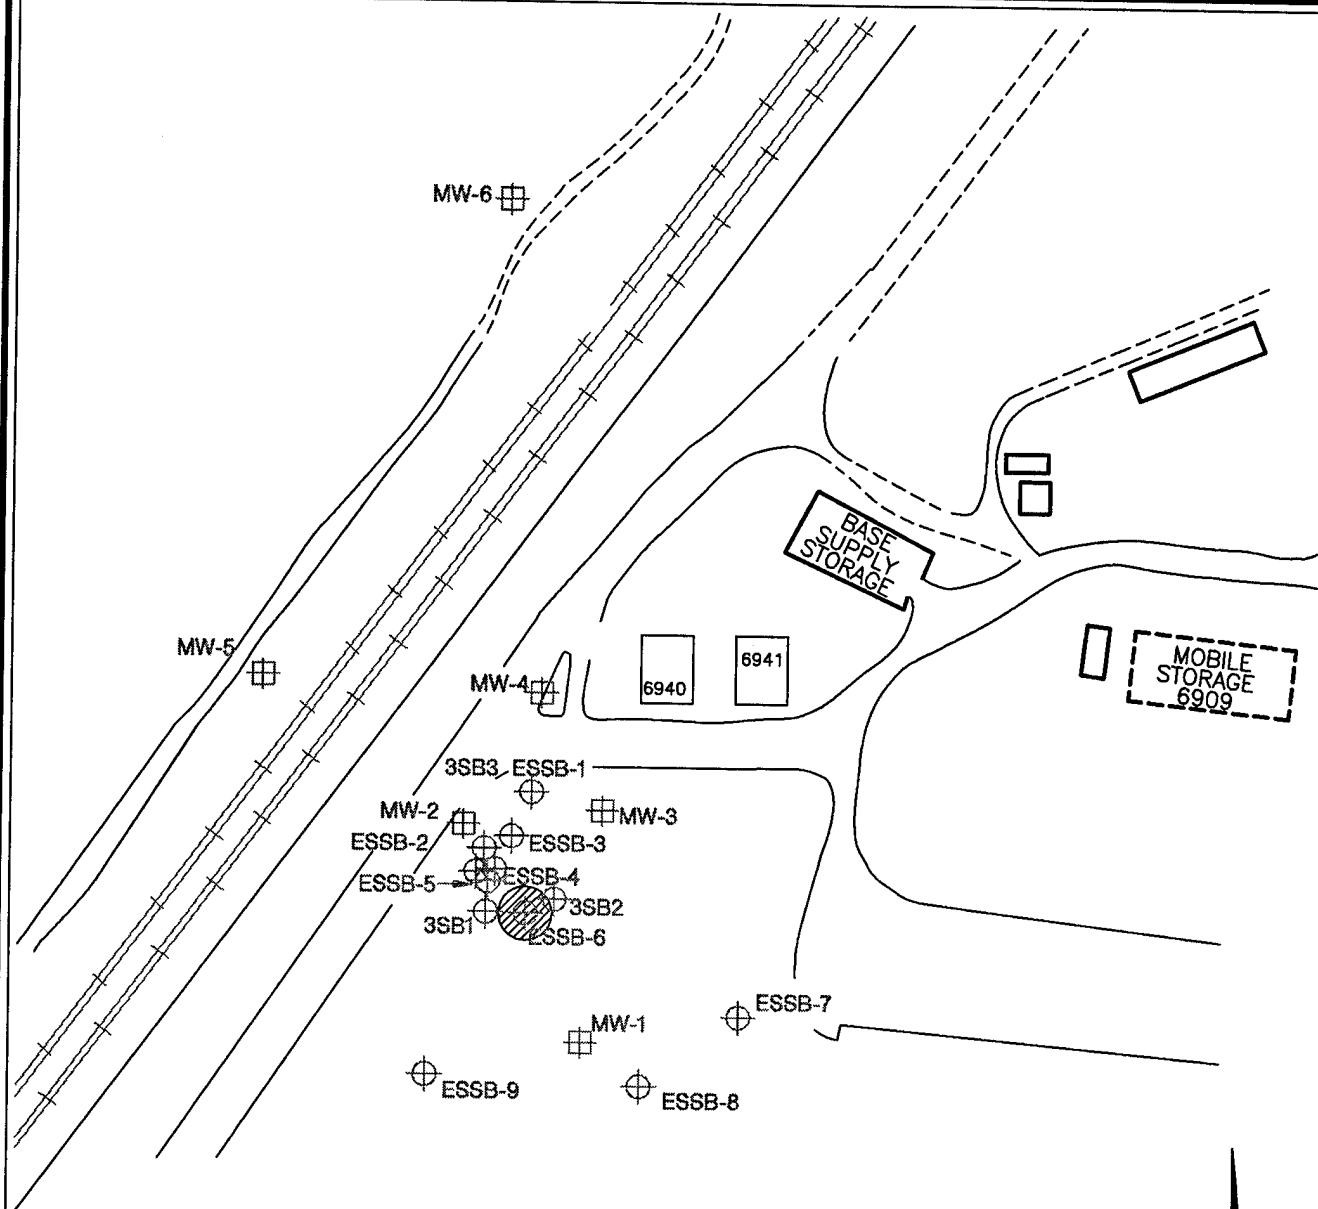 MW-6
BASE
SUPPLY
STORAGE
MW-5
6940
6941
MOBILE
STORAGE
6909
MW-4
3SB3
ESSB-1
MW-2
MW-3
ESSB-2
ESSB-3
ESSB-5
ESSB-4
3SB1
3SB2
ESSB-6
ESSB-7
MW-1
ESSB-9
ESSB-8